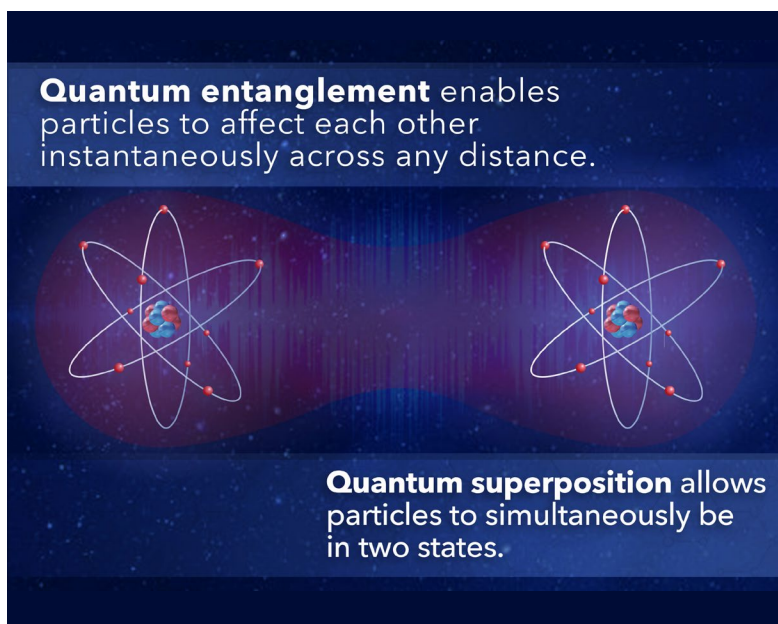 Quantum entanglement enables
particles to affect each other
instantaneously across any distance.
Quantum superposition allows
particles to simultaneously be
in two states.